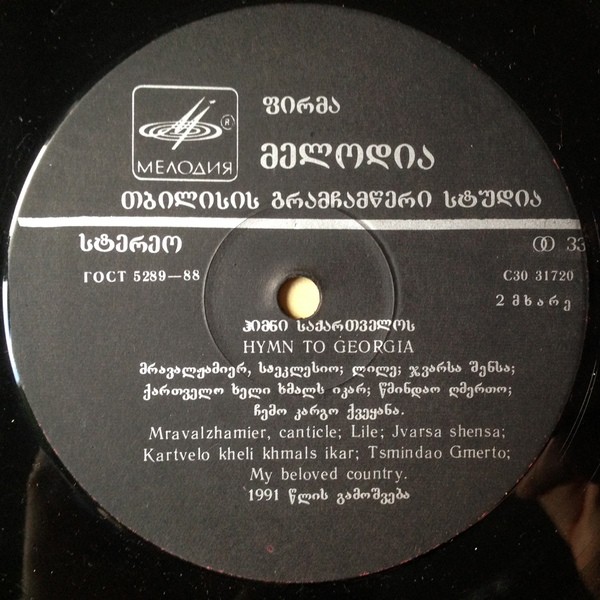 ფირმა
®
МЕЛОДИЯ
მელოდია
თბილისის გრამჩამწერი სტუდია
სტერეო
33
ГОСТ 5289—88
С30 31720
2 მხარე
ჰიმნი საქართველოს
HYMN TO GEORGIA
მრავალჟამიერ, საეკლესიო; ლილე; ჯვარსა შენსა;
ქართველო ხელი ხმალს იკარ; წმინდაო ღმერთო;
ჩემო კარგო ქვეყანა.
Mravalzhamier, canticle; Lile; Jvarsa shensa;
Kartvelo kheli khmals ikar; Tsmindao Gmerto;
My beloved country.
1991 წლის გამოშვება